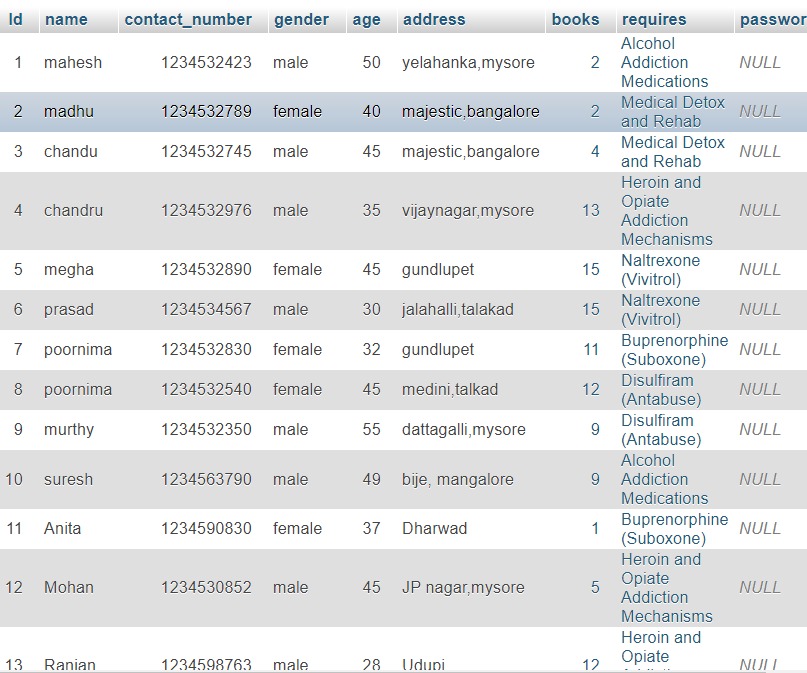 Id name contact_number gender age address books requires passwor
1 mahesh 1234532423 male 50 yelahanka,mysore 2 Alcohol Addiction Medications NULL
2 madhu 1234532789 female 40 majestic,bangalore 2 Medical Detox and Rehab NULL
3 chandu 1234532745 male 45 majestic,bangalore 4 Medical Detox and Rehab NULL
4 chandru 1234532976 male 35 vijaynagar,mysore 13 Heroin and Opiate Addiction Mechanisms NULL
5 megha 1234532890 female 45 gundlupet 15 Naltrexone (Vivitrol) NULL
6 prasad 1234534567 male 30 jalahalli,talakad 15 Naltrexone (Vivitrol) NULL
7 poornima 1234532830 female 32 gundlupet 11 Buprenorphine (Suboxone) NULL
8 poornima 1234532540 female 45 medini,talkad 12 Disulfiram (Antabuse) NULL
9 murthy 1234532350 male 55 dattagalli,mysore 9 Disulfiram (Antabuse) NULL
10 suresh 1234563790 male 49 bije, mangalore 9 Alcohol Addiction Medications NULL
11 Anita 1234590830 female 37 Dharwad 1 Buprenorphine (Suboxone) NULL
12 Mohan 1234530852 male 45 JP nagar,mysore 5 Heroin and Opiate Addiction Mechanisms NULL
13 Ranjan 1234598763 male 28 Udupi 12 Heroin and Opiate NULL